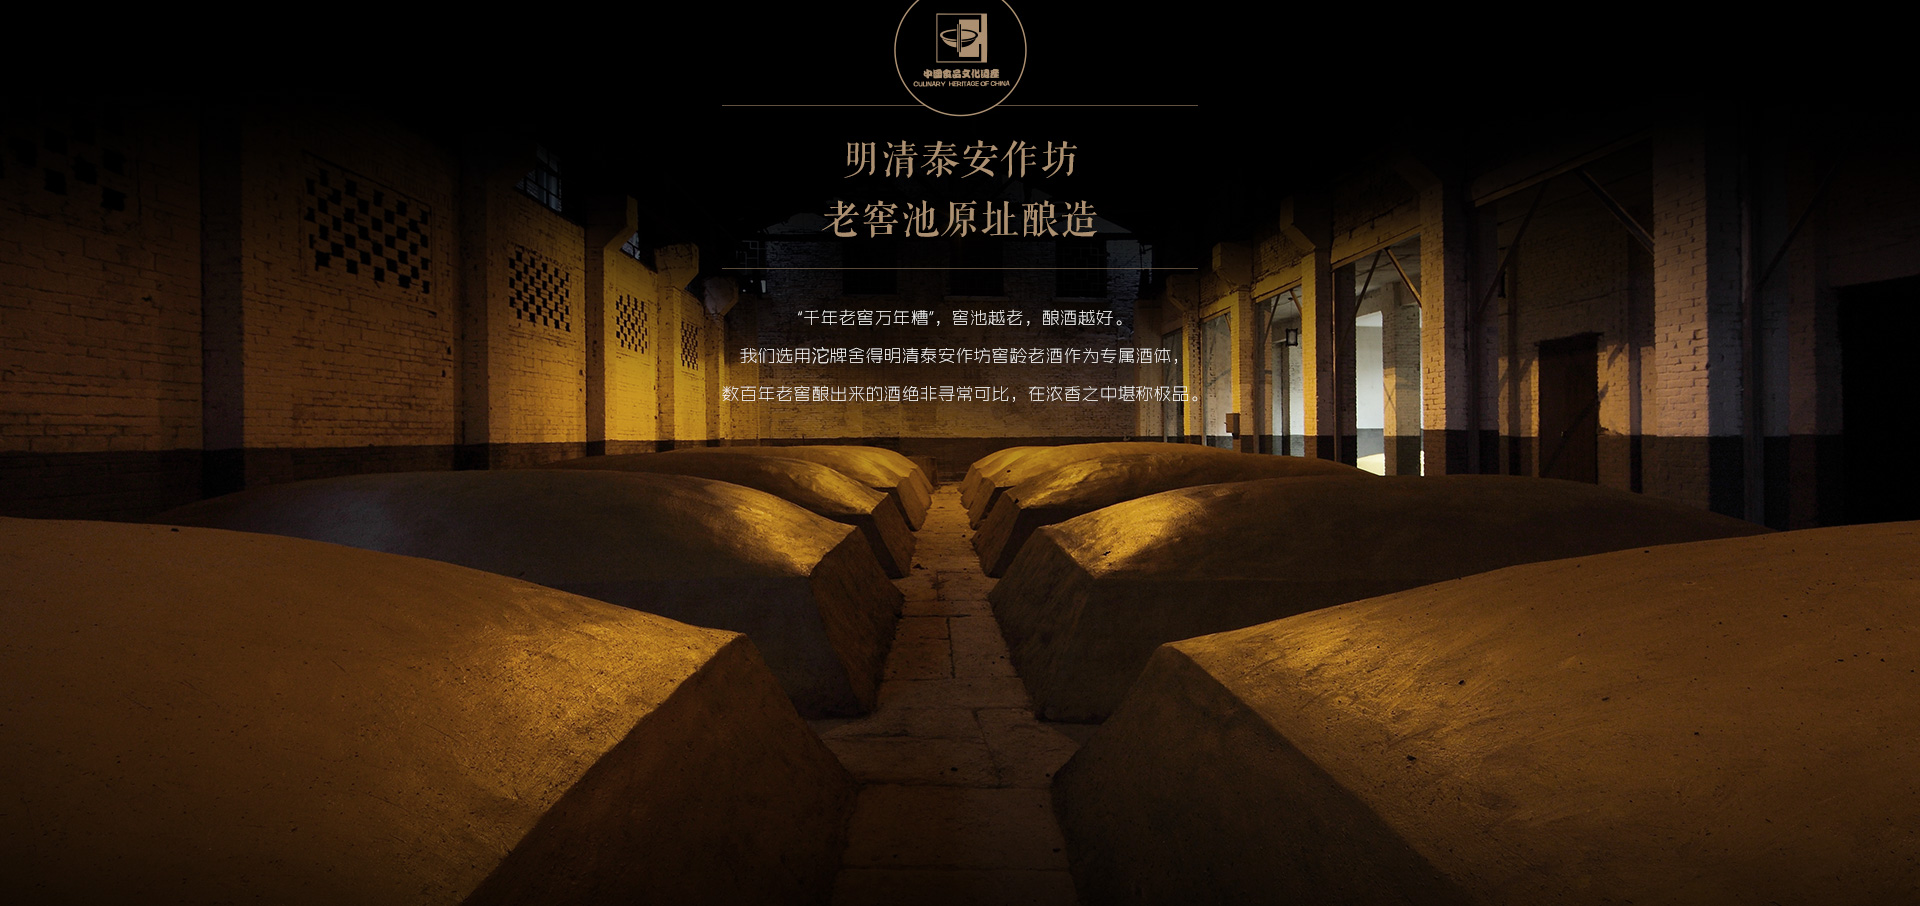 中国食品文化遗产
CULINARY HERITAGE OF CHINA
明清泰安作坊
老窖池原址酿造
“千年老窖万年糟”，窖池越老，酿酒越好。
我们选用沱牌舍得明清泰安作坊窖龄老酒作为专属酒体，
数百年老窖酿出来的酒绝非寻常可比，在浓香之中堪称极品。